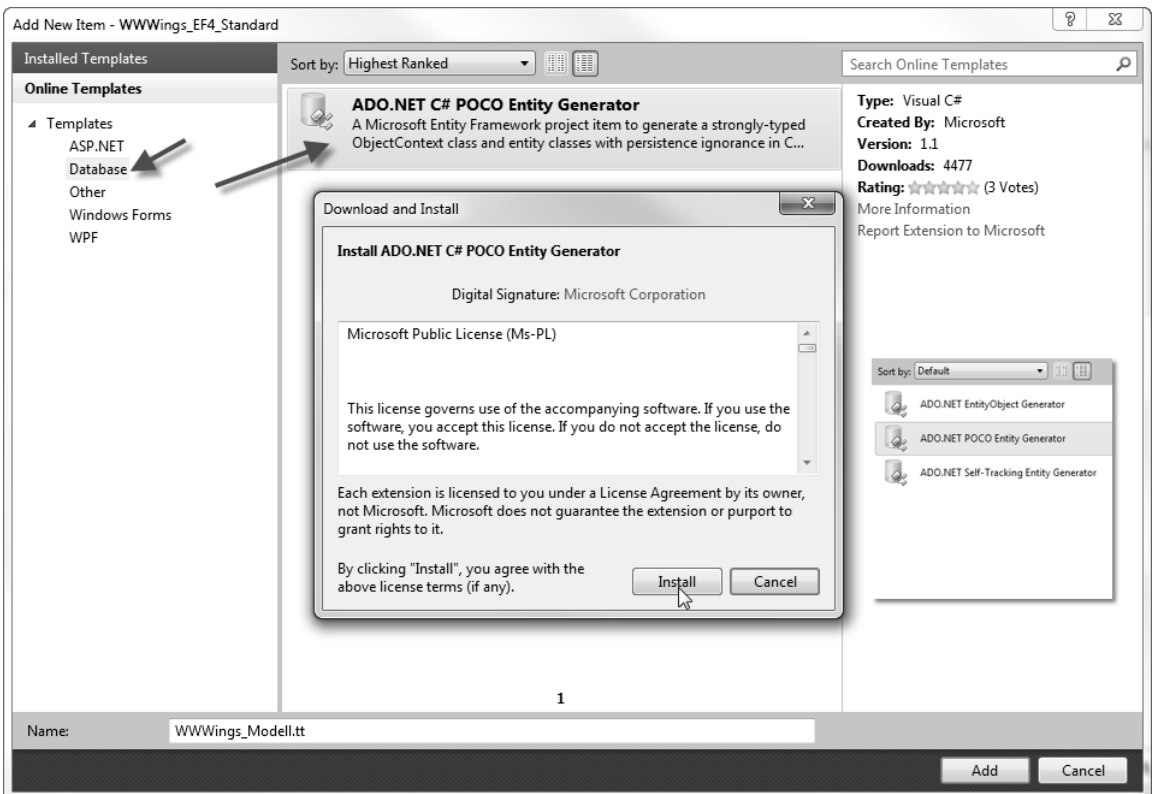 Add New Item - WWWings_EF4_Standard
Installed Templates
Online Templates
Templates
ASP.NET
Database
Other
Windows Forms
WPF
Sort by: Highest Ranked
ADO.NET C# POCO Entity Generator
A Microsoft Entity Framework project item to generate a strongly-typed
ObjectContext class and entity classes with persistence ignorance in C...
Search Online Templates
Type: Visual C#
Created By: Microsoft
Version: 1.1
Downloads: 4477
Rating: (3 Votes)
More Information
Report Extension to Microsoft
Sort by: Default
ADO.NET EntityObject Generator
ADO.NET POCO Entity Generator
ADO.NET Self-Tracking Entity Generator
Download and Install
Install ADO.NET C# POCO Entity Generator
Digital Signature: Microsoft Corporation
Microsoft Public License (Ms-PL)
This license governs use of the accompanying software. If you use the
software, you accept this license. If you do not accept the license, do
not use the software.
Each extension is licensed to you under a License Agreement by its owner,
not Microsoft. Microsoft does not guarantee the extension or purport to
grant rights to it.
By clicking "Install", you agree with the
above license terms (if any).
Install
Cancel
1
Name: WWWings_Modell.tt
Add
Cancel